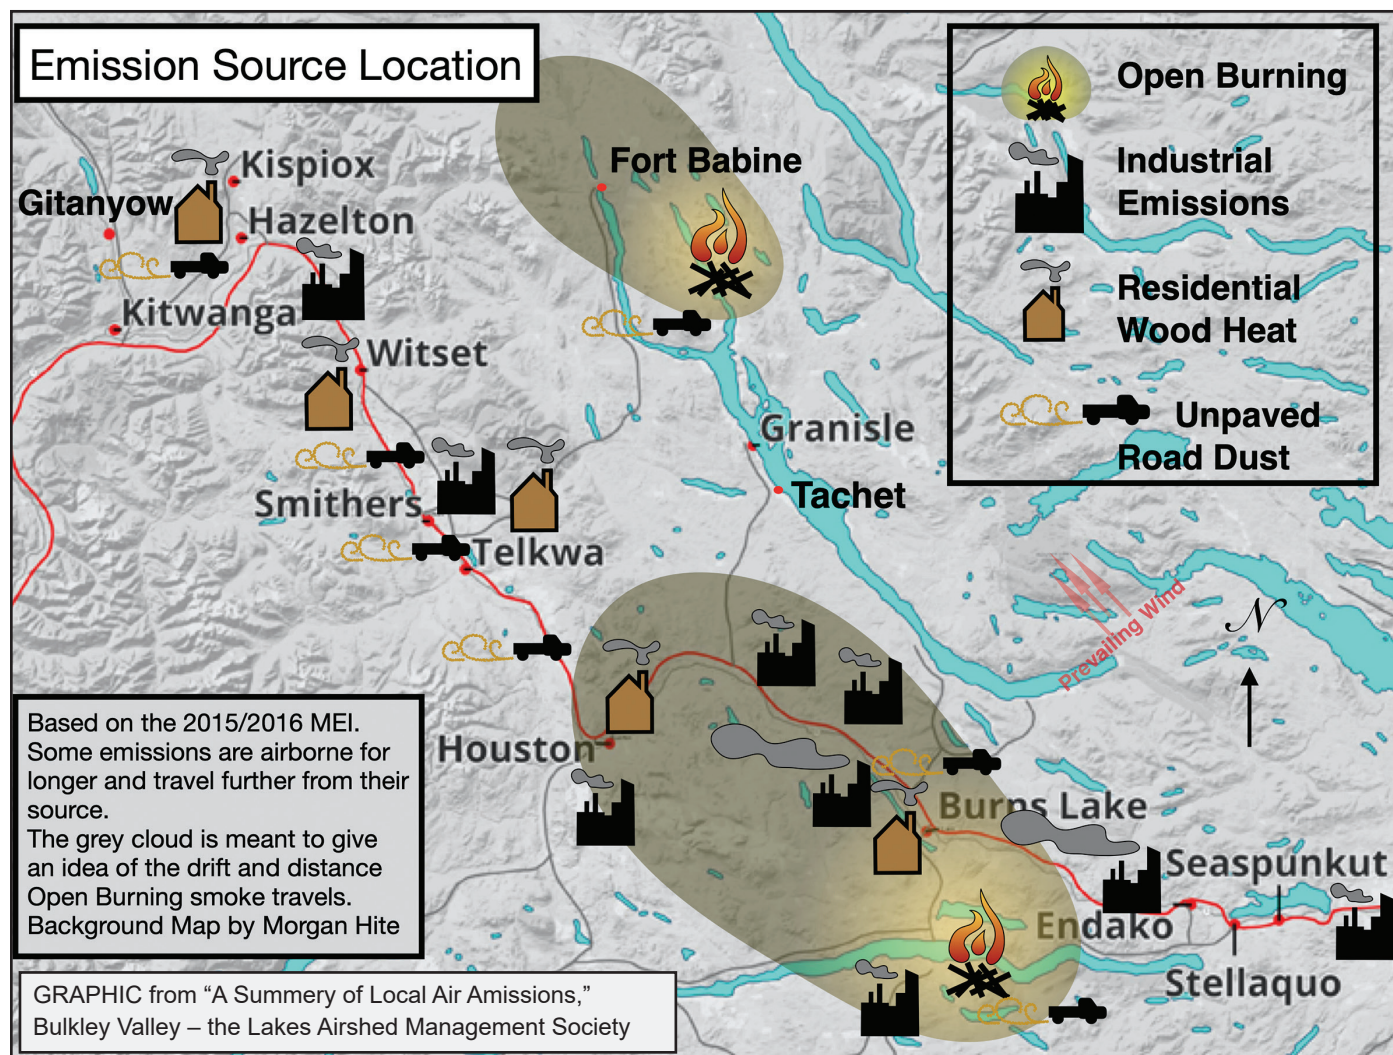 Emission Source Location
Open Burning
Industrial
Emissions
Residential
Wood Heat
Unpaved
Road Dust
Kispiox
Gitanyow
Hazelton
Kitwanga
Witset
Fort Babine
Granisle
Tachet
Smithers
Telkwa
Prevailing Wind
N
Houston
Burns Lake
Seaspunkut
Endako
Stellaquo
Based on the 2015/2016 MEI.
Some emissions are airborne for
longer and travel further from their
source.
The grey cloud is meant to give
an idea of the drift and distance
Open Burning smoke travels.
Background Map by Morgan Hite
GRAPHIC from “A Summery of Local Air Amissions,”
Bulkley Valley – the Lakes Airshed Management Society